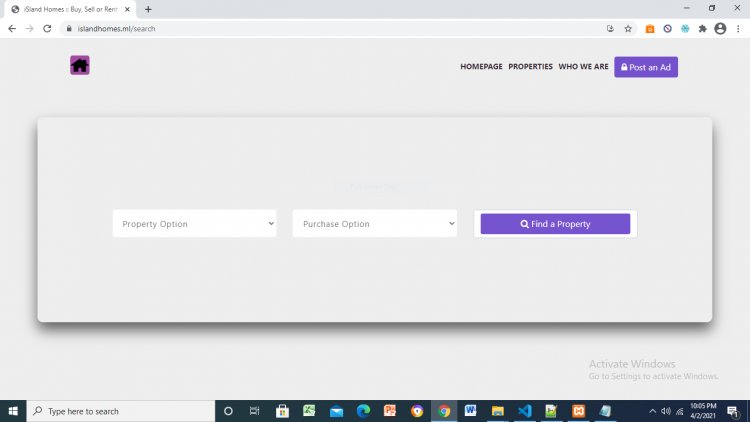 iSland Homes :: Buy, Sell or Rent
islandhomes.ml/search
HOMEPAGE PROPERTIES WHO WE ARE Post an Ad
Property Option Purchase Option Find a Property
Activate Windows
Go to Settings to activate Windows.
Type here to search
10:05 PM
4/2/2021